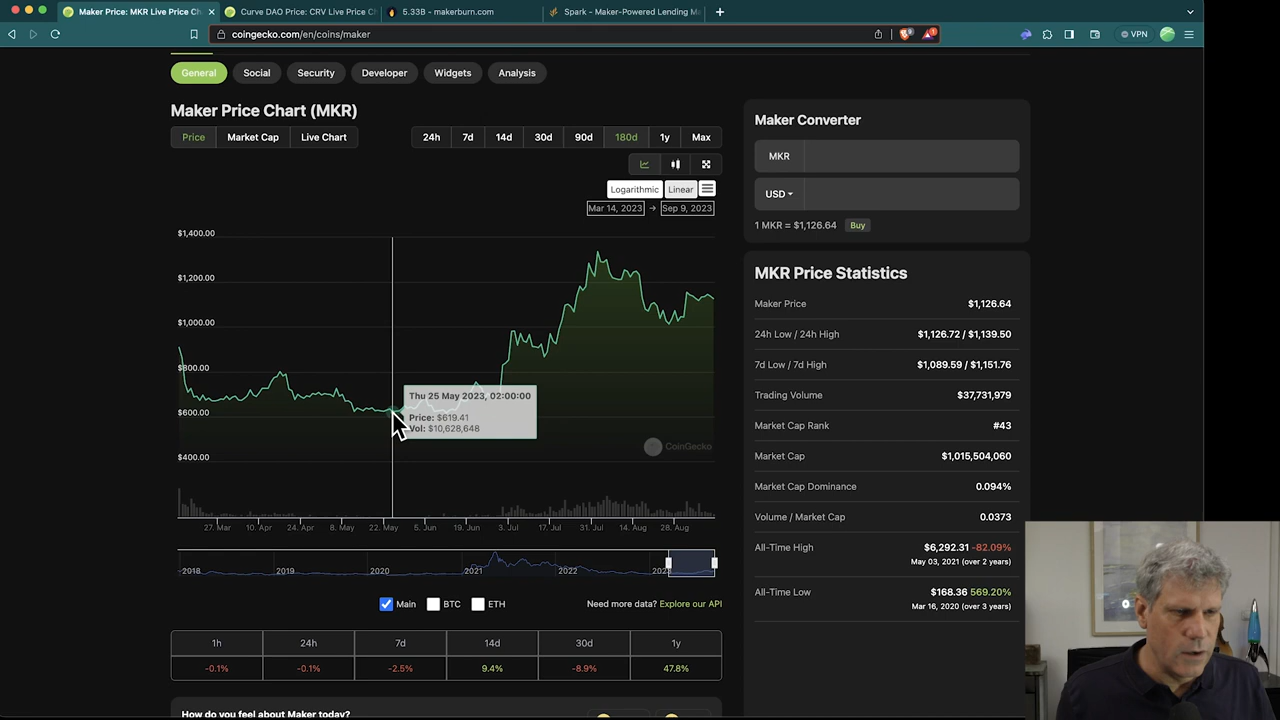 Maker Price: MKR Live Price Ch
Curve DAO Price: CRV Live Price C
5.33B - makerburn.com
Spark - Maker-Powered Lending Ma
coingecko.com/en/coins/maker
VPN
General Social Security Developer Widgets Analysis
Maker Price Chart (MKR)
Price Market Cap Live Chart
24h 7d 14d 30d 90d 180d 1y Max
Logarithmic Linear
Mar 14, 2023 → Sep 9, 2023
$1,400.00
$1,200.00
$1,000.00
$800.00
$600.00
$400.00
Thu 25 May 2023, 02:00:00
Price: $619.41
Vol: $10,628,648
CoinGecko
27. Mar 10. Apr 24. Apr 8. May 22. May 5. Jun 19. Jun 3. Jul 17. Jul 31. Jul 14. Aug 28. Aug
2018 2019 2020 2021 2022 2023
Main BTC ETH
Need more data? Explore our API
1h 24h 7d 14d 30d 1y
-0.1% -0.1% -2.5% 9.4% -8.9% 47.8%
How do you feel about Maker today?
Maker Converter
MKR
USD
1 MKR = $1,126.64 Buy
MKR Price Statistics
Maker Price $1,126.64
24h Low / 24h High $1,126.72 / $1,139.50
7d Low / 7d High $1,089.59 / $1,151.76
Trading Volume $37,731,979
Market Cap Rank #43
Market Cap $1,015,504,060
Market Cap Dominance 0.094%
Volume / Market Cap 0.0373
All-Time High $6,292.31 -82.09%
May 03, 2021 (over 2 years)
All-Time Low $168.36 569.20%
Mar 16, 2020 (over 3 years)